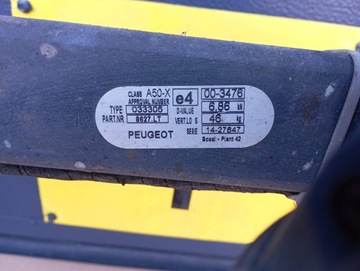 CLASS A50-X e4 00-3476
APPROVAL NUMBER
TYPE 033305 D-VALUE 6,86 kN
PART.NR 9627.LT VERT.LD S 46 kg
PEUGEOT SERIE 14-27647
Bosal - Plant 42